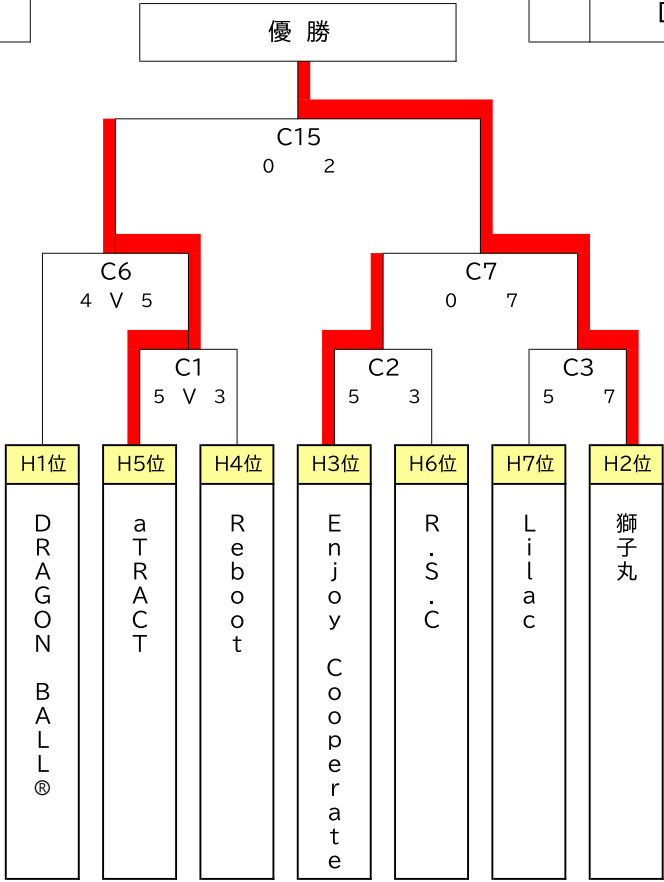 優 勝
C15
0 2
C6
4 V 5
C7
0 7
C1
5 V 3
C2
5 3
C3
5 7
H1位
H5位
H4位
H3位
H6位
H7位
H2位
DRAGON BALL®
aTRACT
Reboot
Enjoy Cooperate
R.S.C
Lilac
獅子丸